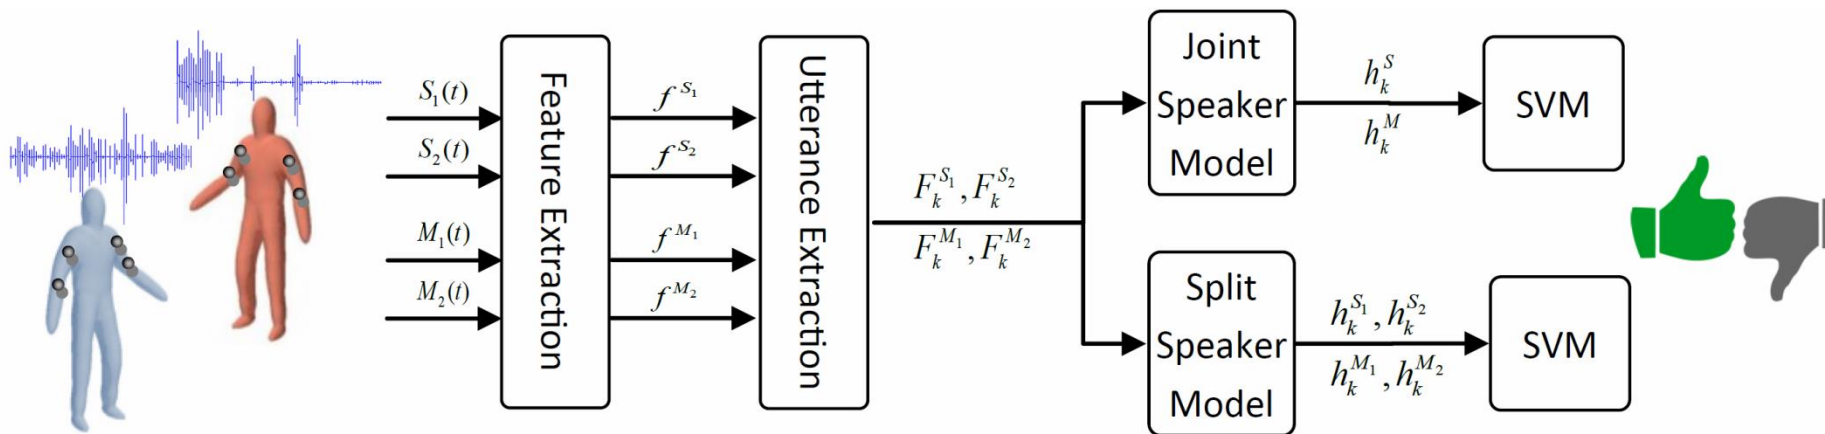 S₁(t)
S₂(t)
M₁(t)
M₂(t)
Feature Extraction
f^{S₁}
f^{S₂}
f^{M₁}
f^{M₂}
Utterance Extraction
F_k^{S₁}, F_k^{S₂}
F_k^{M₁}, F_k^{M₂}
Joint
Speaker
Model
h_k^S
h_k^M
SVM
Split
Speaker
Model
h_k^{S₁}, h_k^{S₂}
h_k^{M₁}, h_k^{M₂}
SVM